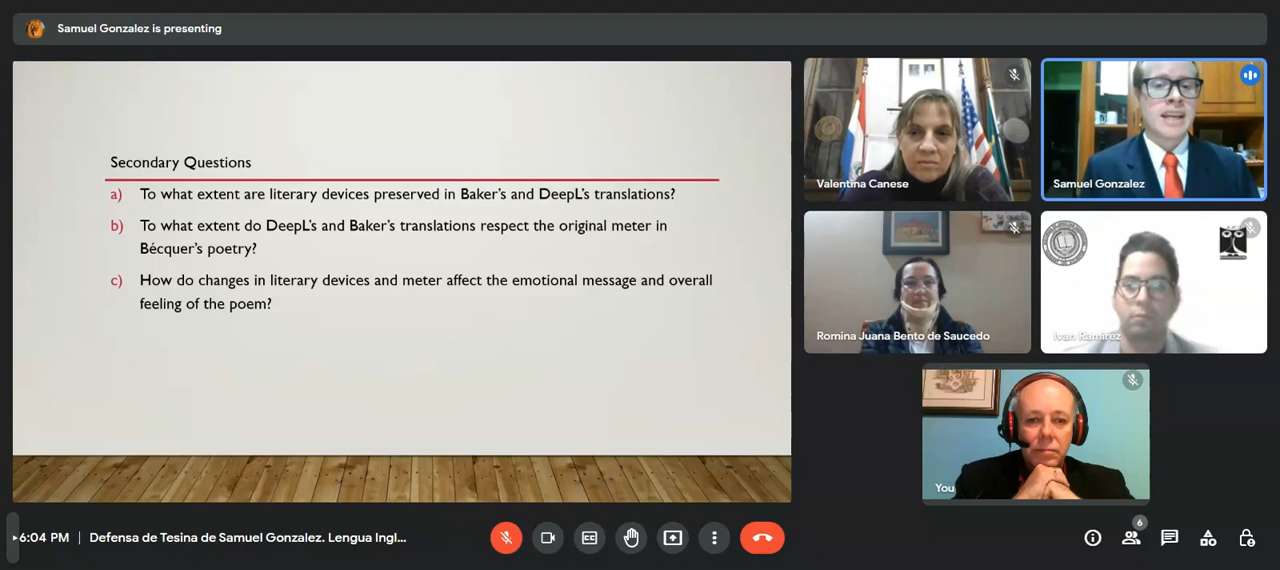 Samuel Gonzalez is presenting
Secondary Questions
a) To what extent are literary devices preserved in Baker's and DeepL's translations?
b) To what extent do DeepL's and Baker's translations respect the original meter in
Bécquer's poetry?
c) How do changes in literary devices and meter affect the emotional message and overall
feeling of the poem?
Valentina Canese
Samuel Gonzalez
Romina Juana Bento de Saucedo
Ivan Ramirez
You
6:04 PM | Defensa de Tesina de Samuel Gonzalez. Lengua Ingl...
CC
6